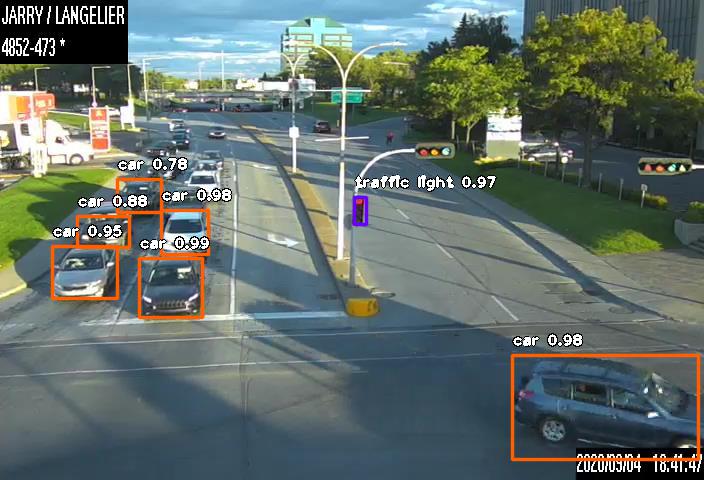 JARRY / LANGELIER
4852-473 *
car 0.78
car 0.98
car 0.88
car 0.95
car 0.99
traffic light 0.97
car 0.98
2020/09/04 18:41:47